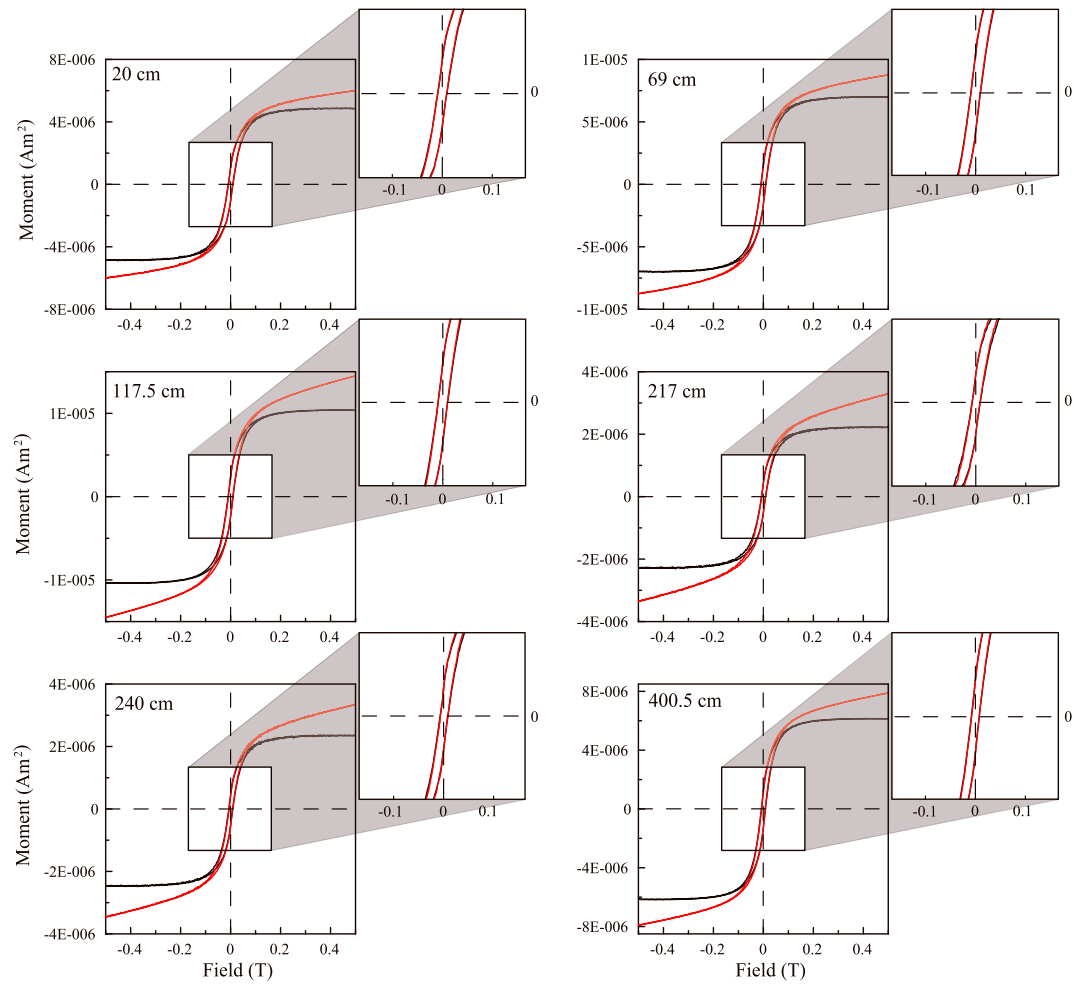 20 cm
8E-006
4E-006
0
-4E-006
-8E-006
Moment (Am²)
-0.4 -0.2 0 0.2 0.4
0
-0.1 0 0.1
69 cm
1E-005
5E-006
0
-5E-006
-1E-005
-0.4 -0.2 0 0.2 0.4
0
-0.1 0 0.1
117.5 cm
1E-005
0
-1E-005
Moment (Am²)
-0.4 -0.2 0 0.2 0.4
0
-0.1 0 0.1
217 cm
4E-006
2E-006
0
-2E-006
-4E-006
-0.4 -0.2 0 0.2 0.4
0
-0.1 0 0.1
240 cm
4E-006
2E-006
0
-2E-006
-4E-006
Moment (Am²)
-0.4 -0.2 0 0.2 0.4
Field (T)
0
-0.1 0 0.1
400.5 cm
8E-006
4E-006
0
-4E-006
-8E-006
-0.4 -0.2 0 0.2 0.4
Field (T)
0
-0.1 0 0.1